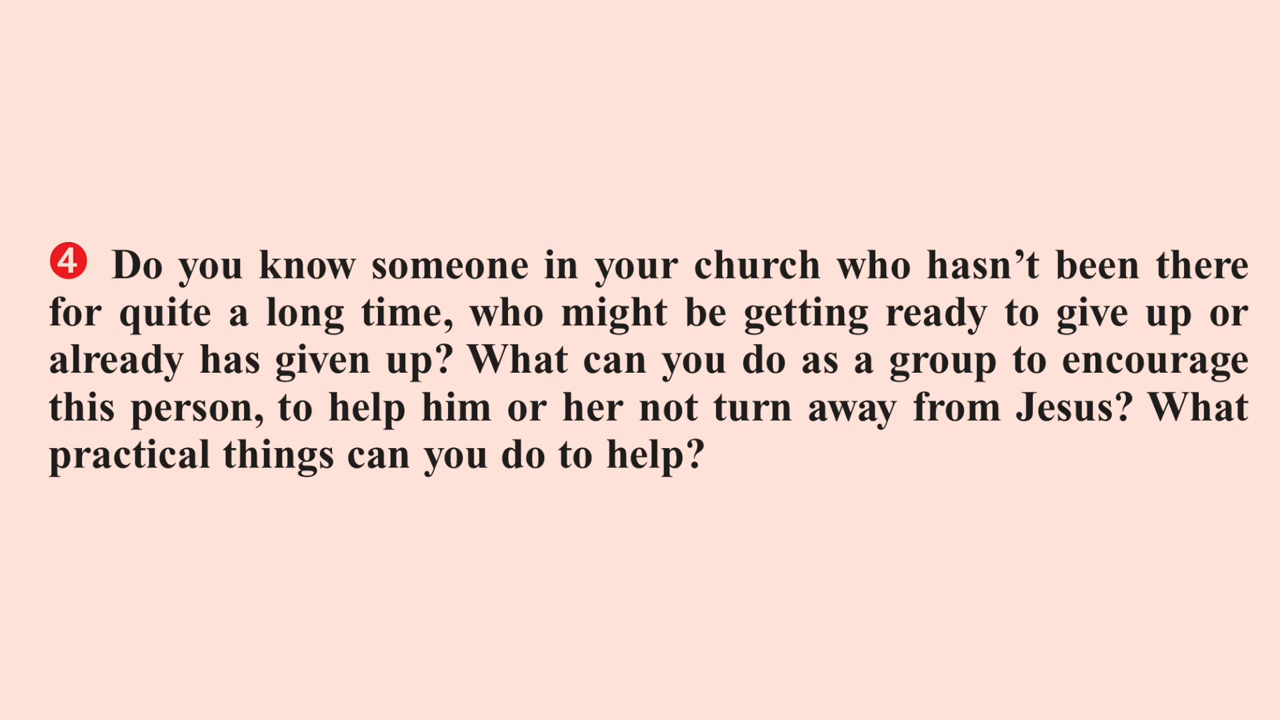 ❹ Do you know someone in your church who hasn’t been there
for quite a long time, who might be getting ready to give up or
already has given up? What can you do as a group to encourage
this person, to help him or her not turn away from Jesus? What
practical things can you do to help?